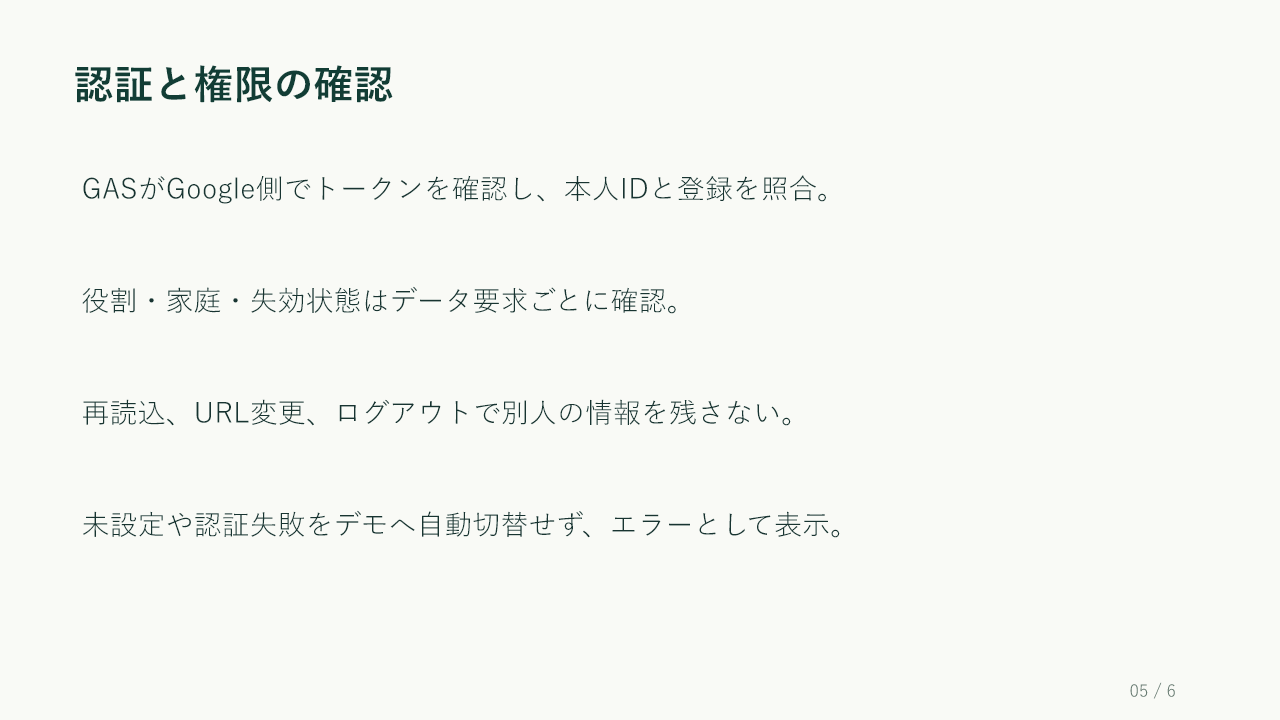 認証と権限の確認
GASがGoogle側でトークンを確認し、本人IDと登録を照合。
役割・家庭・失効状態はデータ要求ごとに確認。
再読込、URL変更、ログアウトで別人の情報を残さない。
未設定や認証失敗をデモへ自動切替せず、エラーとして表示。
05 / 6